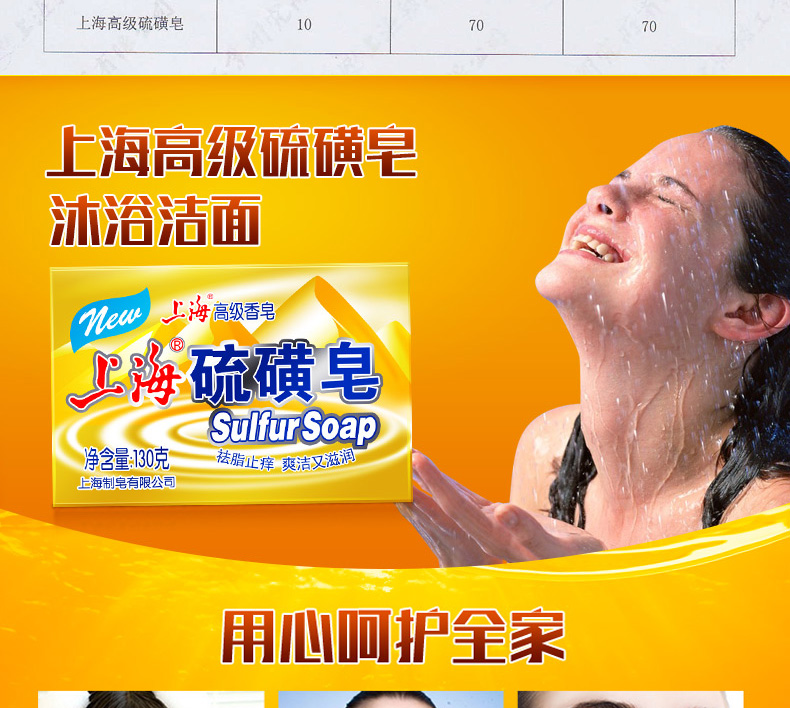 上海高级硫磺皂 10 70 70
上海高级硫磺皂
沐浴洁面
New 上海® 高级香皂
上海® 硫磺皂
Sulfur Soap
祛脂止痒 爽洁又滋润
净含量:130克
上海制皂有限公司
用心呵护全家